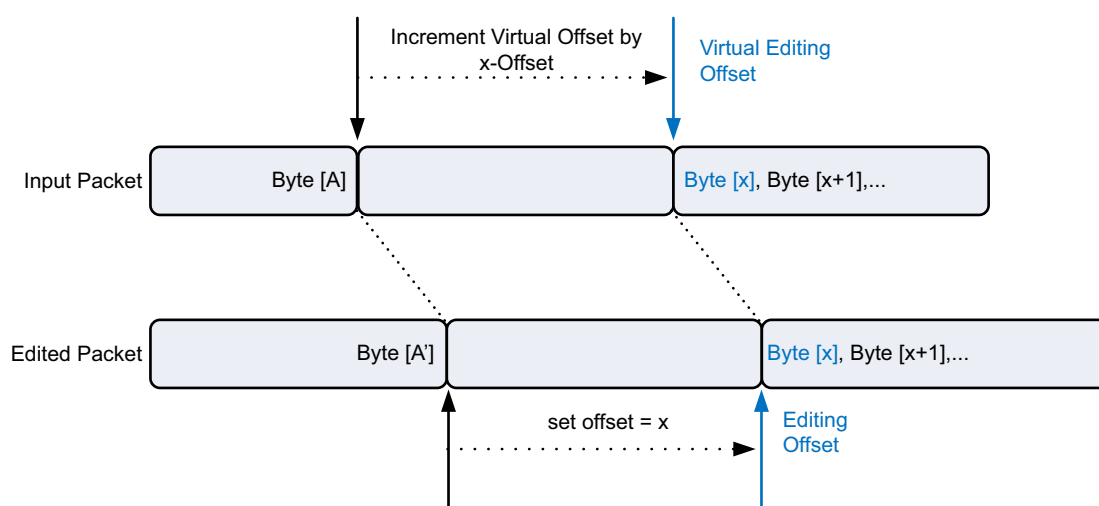 Increment Virtual Offset by
x-Offset
Virtual Editing
Offset
Input Packet
Byte [A]
Byte [x], Byte [x+1],...
Edited Packet
Byte [A’]
Byte [x], Byte [x+1],...
set offset = x
Editing
Offset